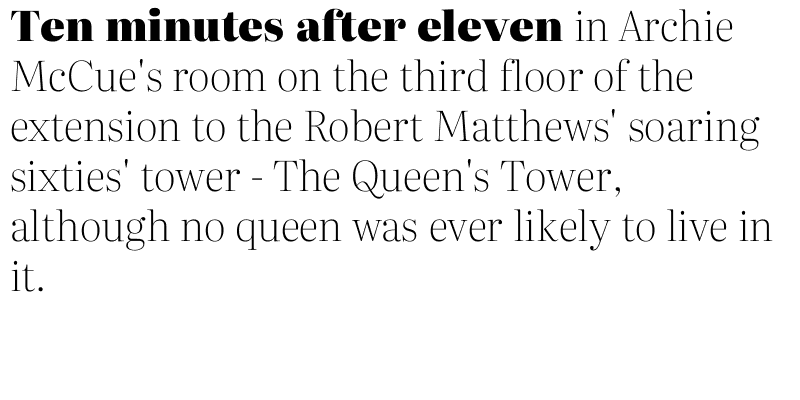 Ten minutes after eleven in Archie
McCue's room on the third floor of the
extension to the Robert Matthews' soaring
sixties' tower - The Queen's Tower,
although no queen was ever likely to live in
it.